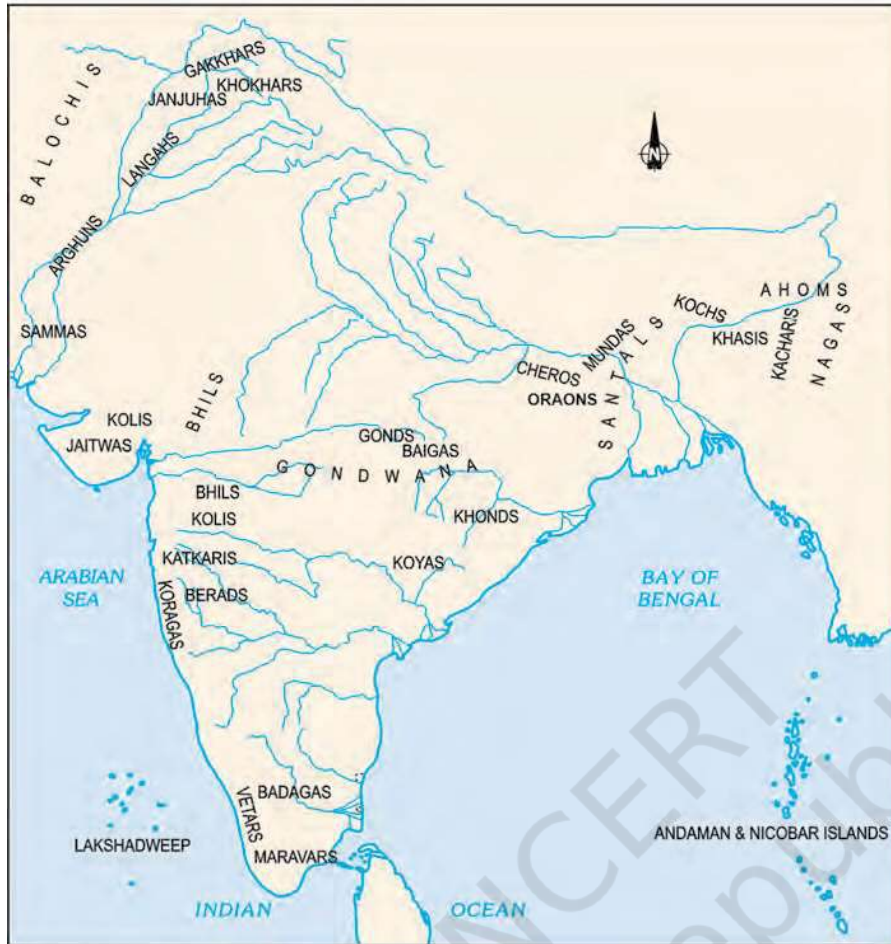 GAKKHARS
KHOKHARS
JANJUHAS
BALOCHIS
LANGAHS
ARGHUNS
SAMMAS
N
AHOMS
KOCHS
KHASIS
KACHARIS
NAGAS
MUNDAS
SANTALS
CHEROS
ORAONS
BHILS
KOLIS
JAITWAS
GONDS
BAIGAS
GONDWANA
BHILS
KOLIS
KHONDS
KATKARIS
KOYAS
BERADS
KORAGAS
ARABIAN
SEA
BAY OF
BENGAL
BADAGAS
VETARS
MARAVARS
LAKSHADWEEP
ANDAMAN & NICOBAR ISLANDS
INDIAN OCEAN
NCERT
republ